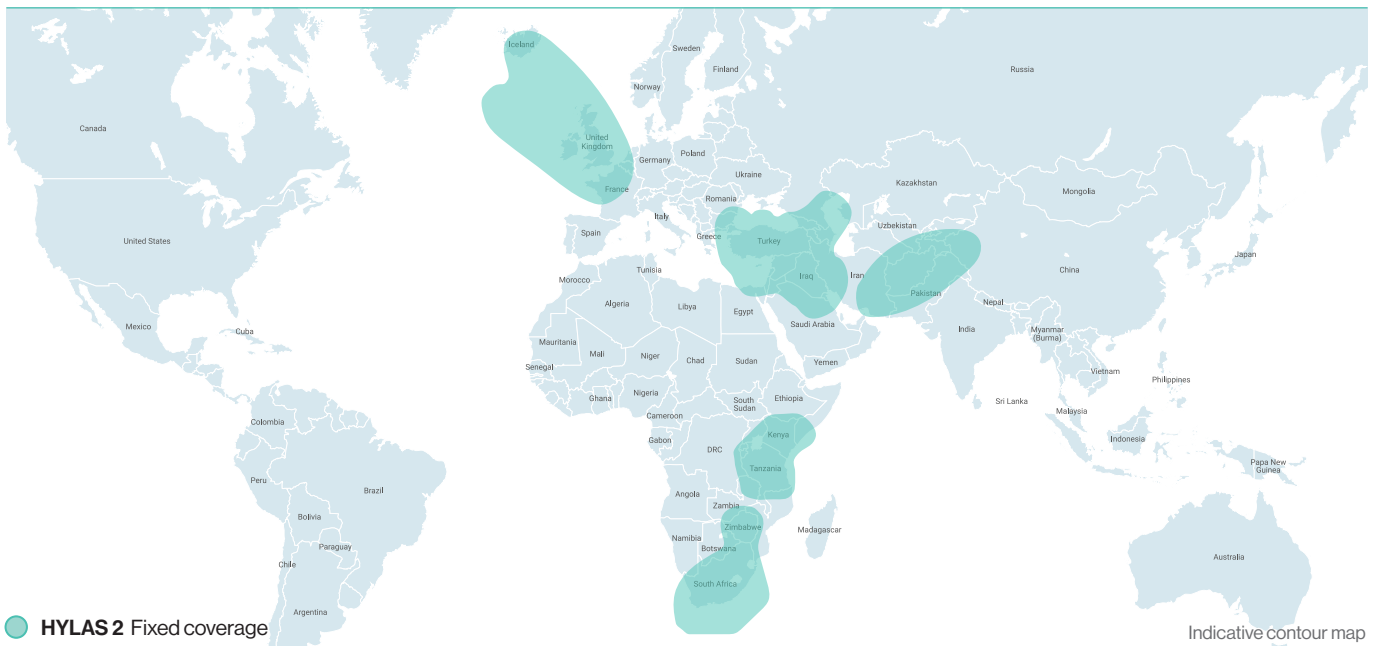 Iceland
Sweden
Finland
Russia
Norway
Canada
United
Kingdom
Germany
Poland
Ukraine
Kazakhstan
Mongolia
France
Romania
Italy
Uzbekistan
Spain
Greece
Turkey
United States
Japan
China
Tunisia
Morocco
Iraq
Iran
Algeria
Libya
Egypt
Pakistan
Nepal
Mexico
Cuba
Saudi Arabia
India
Myanmar
(Burma)
Mauritania
Mali
Niger
Chad
Sudan
Yemen
Senegal
Vietnam
Philippines
Ghana
Nigeria
South
Sudan
Ethiopia
Sri Lanka
Malaysia
Colombia
Cameroon
Gabon
DRC
Kenya
Indonesia
Tanzania
Papa New
Guinea
Peru
Brazil
Angola
Zambia
Bolivia
Zimbabwe
Madagascar
Namibia
Botswana
Paraguay
Chile
Australia
South Africa
Argentina
HYLAS 2 Fixed coverage
Indicative contour map